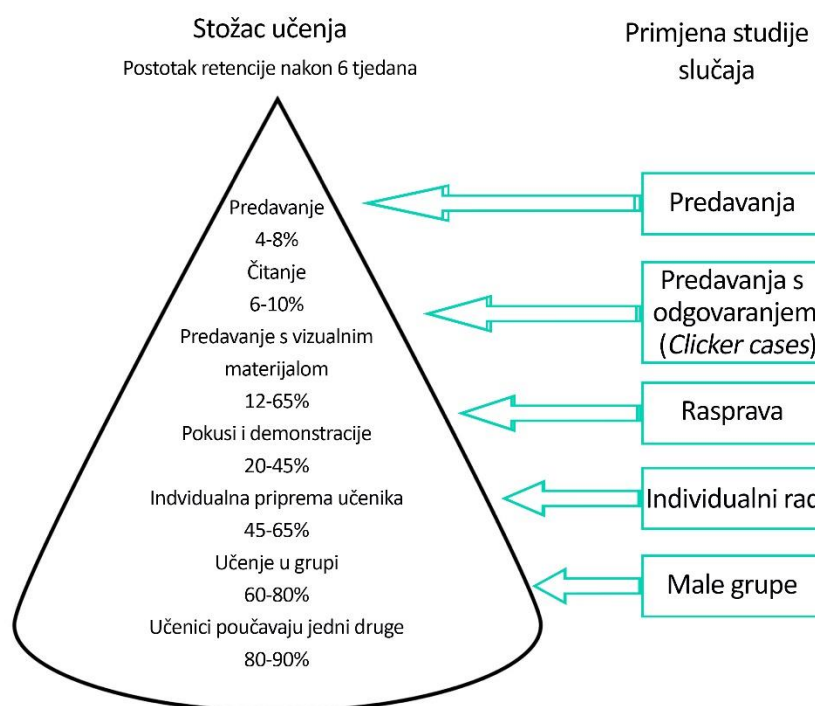 Stožac učenja
Postotak retencije nakon 6 tjedana
Predavanje
4-8%
Čitanje
6-10%
Predavanje s vizualnim
materijalom
12-65%
Pokusi i demonstracije
20-45%
Indvidualna priprema učenika
45-65%
Učenje u grupi
60-80%
Učenici poučavaju jedni druge
80-90%
Primjena studije
slučaja
Predavanja
Predavanja s
odgovaranjem
(Clicker cases)
Rasprava
Individualni rad
Male grupe